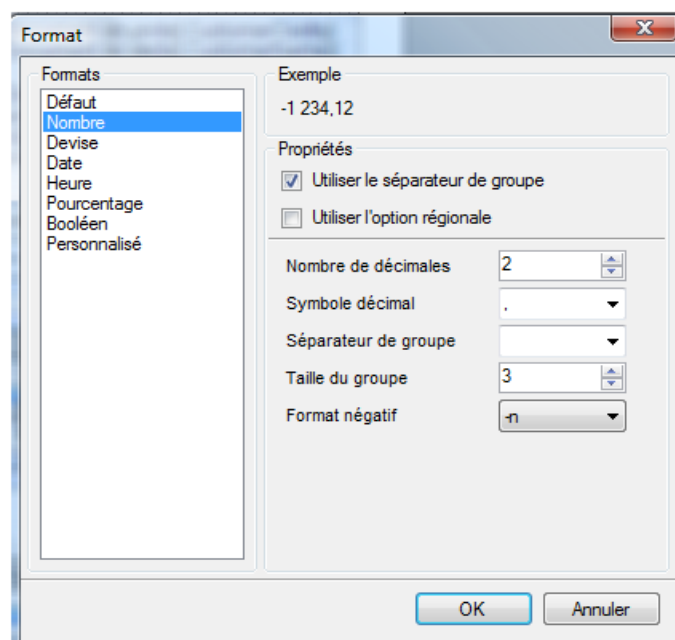 Format
Formats
Défaut
Nombre
Devise
Date
Heure
Pourcentage
Booléen
Personnalisé
Exemple
-1 234,12
Propriétés
Utiliser le séparateur de groupe
Utiliser l'option régionale
Nombre de décimales 2
Symbole décimal ,
Séparateur de groupe
Taille du groupe 3
Format négatif -n
OK Annuler